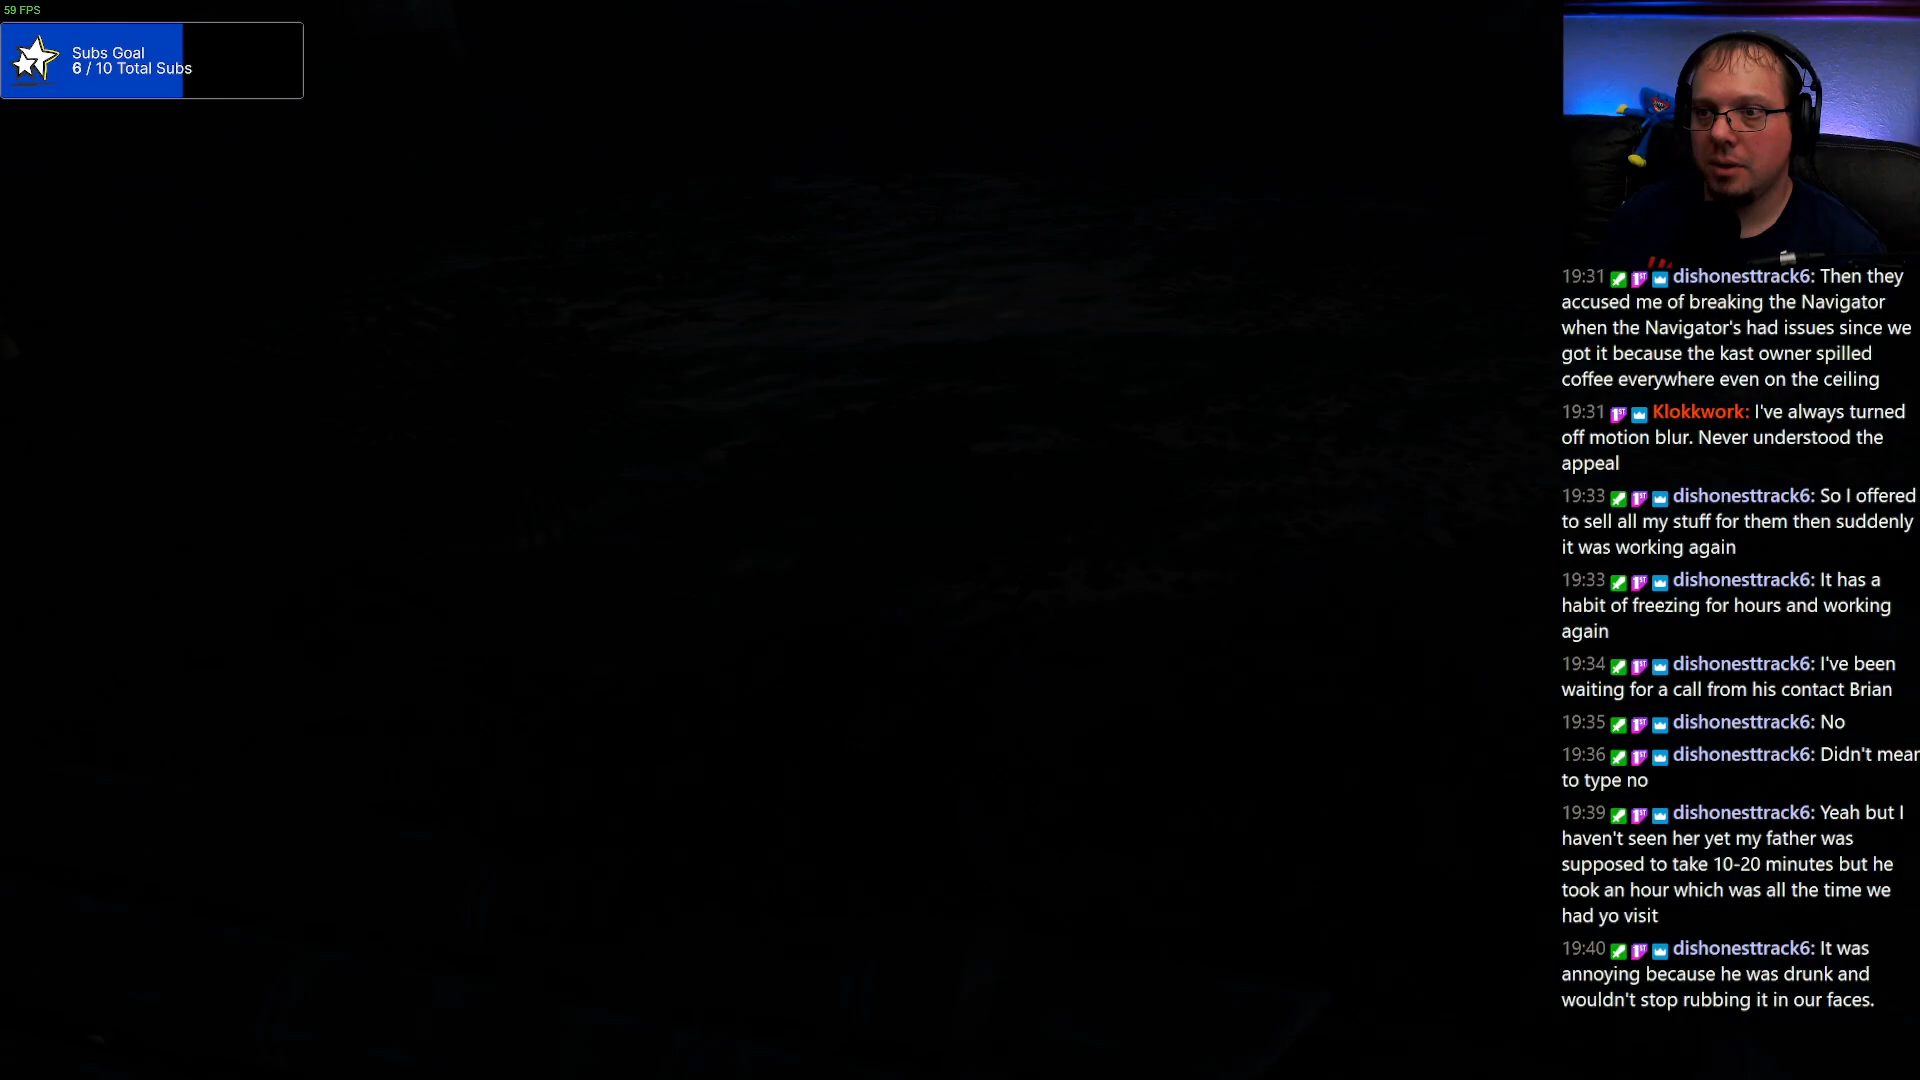 59 FPS
Subs Goal
6 / 10 Total Subs
19:31 dishonesttrack6: Then they
accused me of breaking the Navigator
when the Navigator's had issues since we
got it because the kast owner spilled
coffee everywhere even on the ceiling
19:31 Klokkwork: I've always turned
off motion blur. Never understood the
appeal
19:33 dishonesttrack6: So I offered
to sell all my stuff for them then suddenly
it was working again
19:33 dishonesttrack6: It has a
habit of freezing for hours and working
again
19:34 dishonesttrack6: I've been
waiting for a call from his contact Brian
19:35 dishonesttrack6: No
19:36 dishonesttrack6: Didn't mean
to type no
19:39 dishonesttrack6: Yeah but I
haven't seen her yet my father was
supposed to take 10-20 minutes but he
took an hour which was all the time we
had yo visit
19:40 dishonesttrack6: It was
annoying because he was drunk and
wouldn't stop rubbing it in our faces.